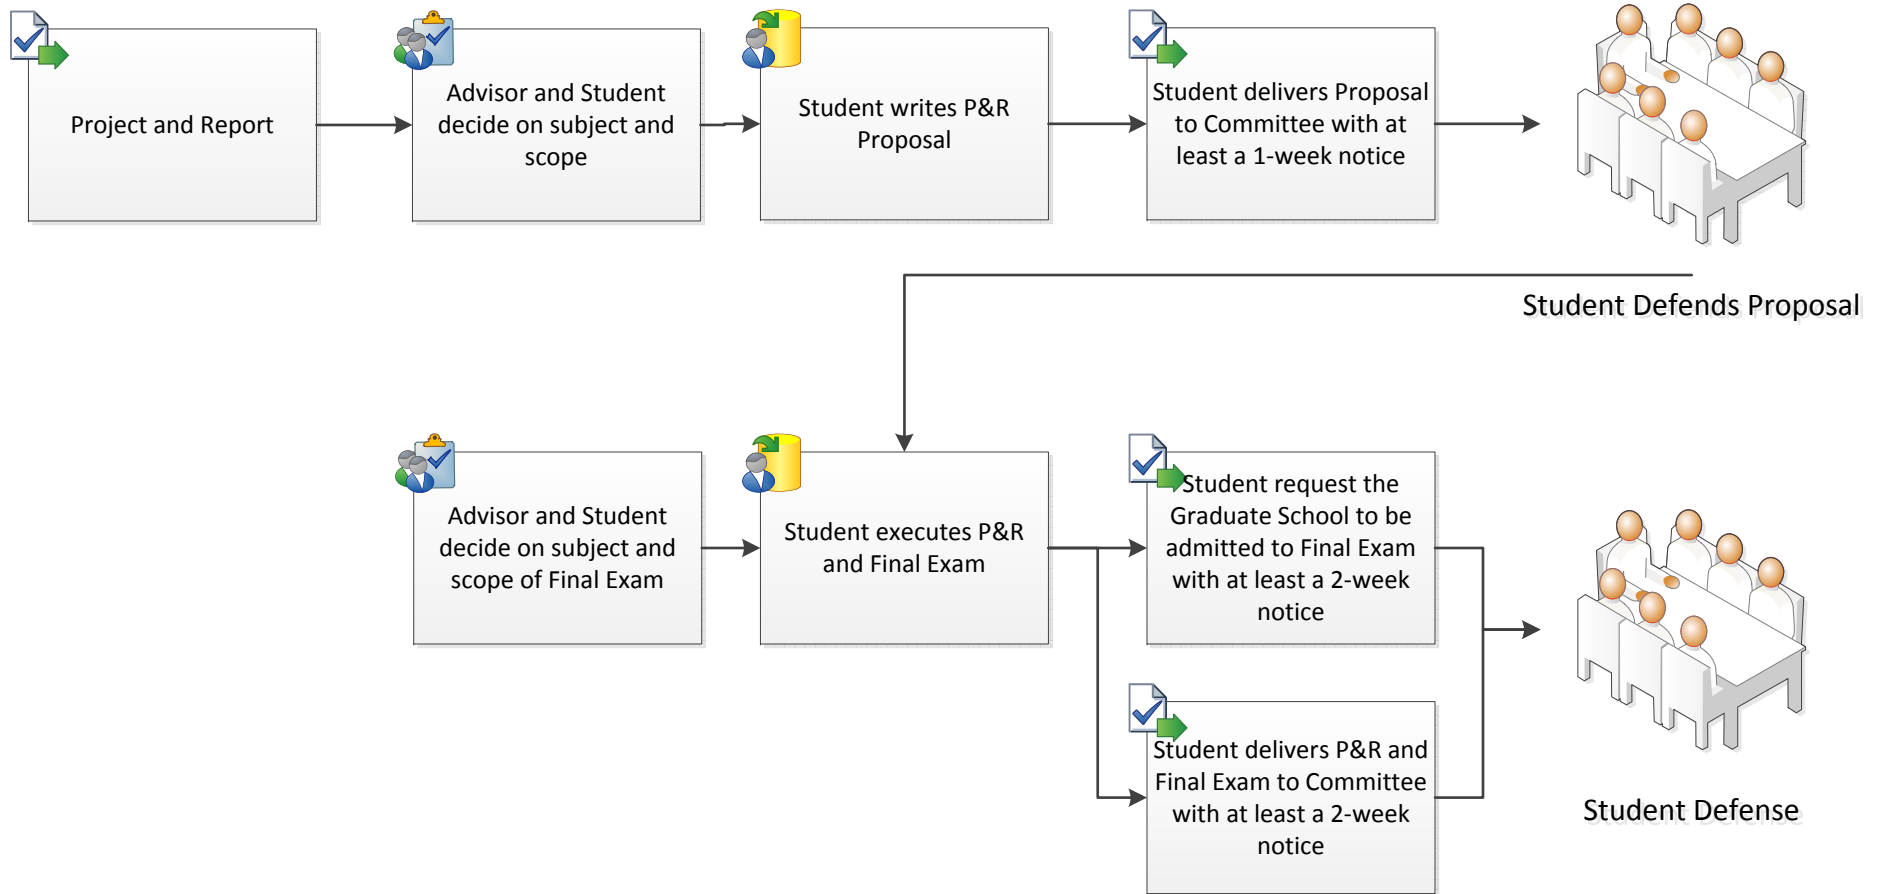 Project and Report
Advisor and Student
decide on subject and
scope
Student writes P&R
Proposal
Student delivers Proposal
to Committee with at
least a 1-week notice
Student Defends Proposal
Advisor and Student
decide on subject and
scope of Final Exam
Student executes P&R
and Final Exam
Student request the
Graduate School to be
admitted to Final Exam
with at least a 2-week
notice
Student delivers P&R and
Final Exam to Committee
with at least a 2-week
notice
Student Defense